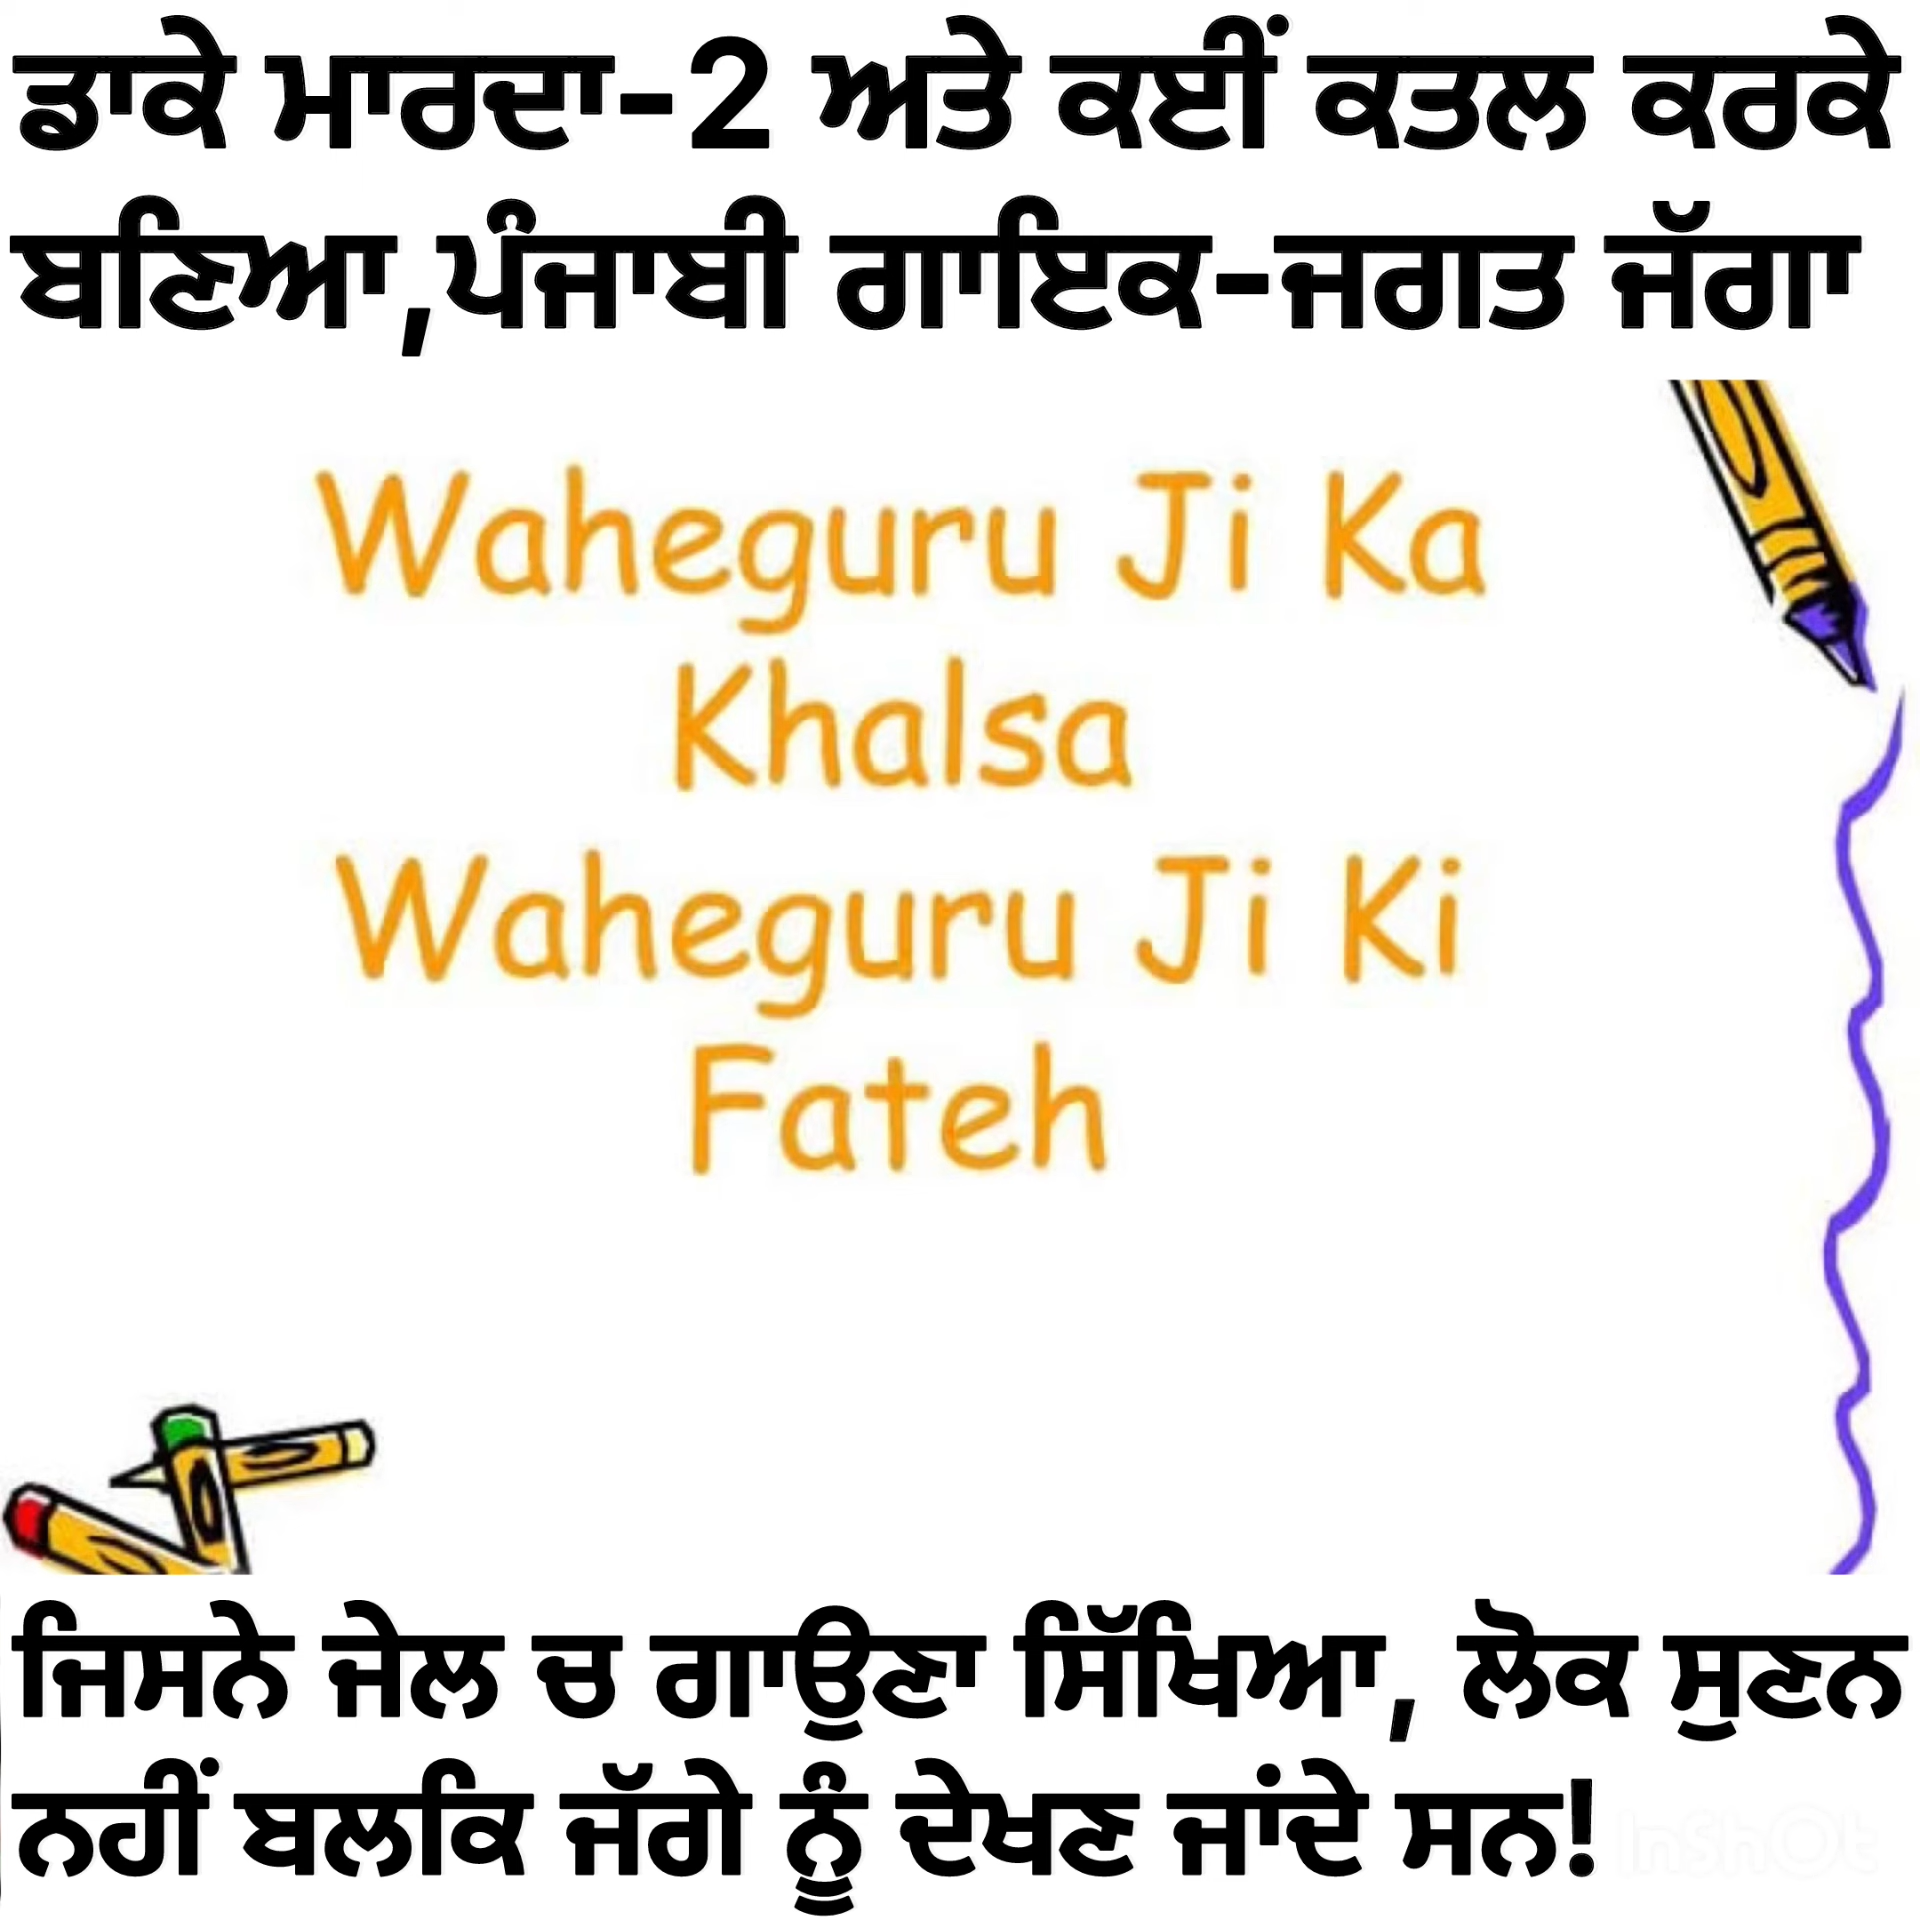 ਡਾਕੇ ਮਾਰਦਾ-2 ਅਤੇ ਕਈਂ ਕਤਲ ਕਰਕੇ
ਬਣਿਆ,ਪੰਜਾਬੀ ਗਾਇਕ-ਜਗਤ ਜੱਗਾ
Waheguru Ji Ka
Khalsa
Waheguru Ji Ki
Fateh
ਜਿਸਨੇ ਜੇਲ ਚ ਗਾਉਣਾ ਸਿੱਖਿਆ, ਲੋਕ ਸੁਣਨ
ਨਹੀਂ ਬਲਕਿ ਜੱਗੇ ਨੂੰ ਦੇਖਣ ਜਾਂਦੇ ਸਨ!